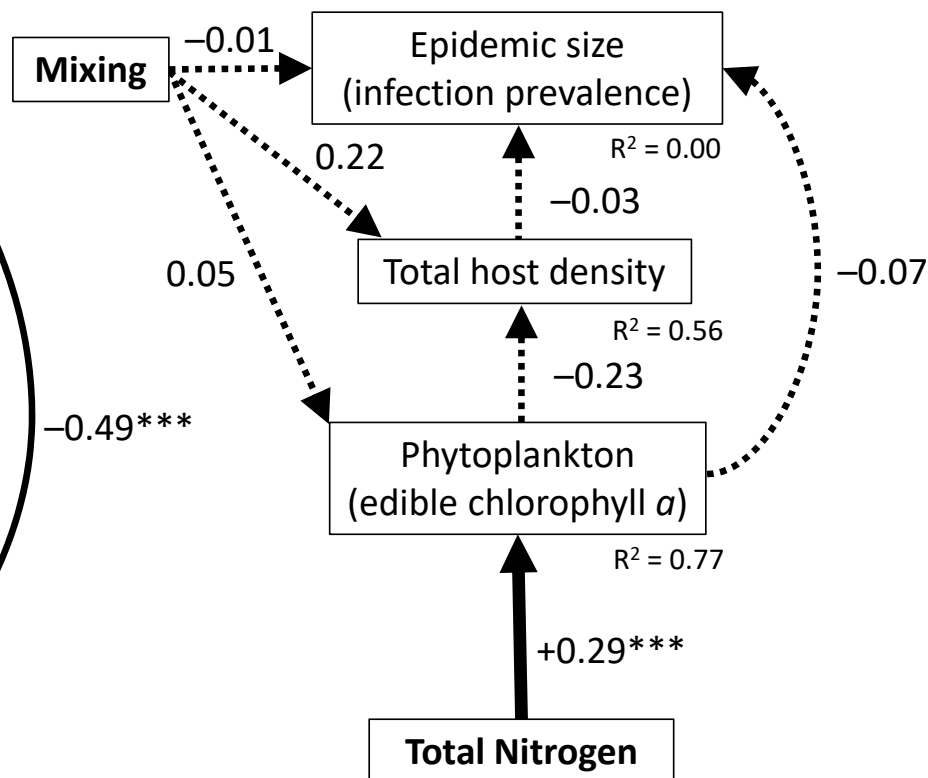 −0.01
Mixing
Epidemic size
(infection prevalence)
R² = 0.00
0.22
−0.03
Total host density
0.05
−0.07
R² = 0.56
−0.23
−0.49***
Phytoplankton
(edible chlorophyll a)
R² = 0.77
+0.29***
Total Nitrogen